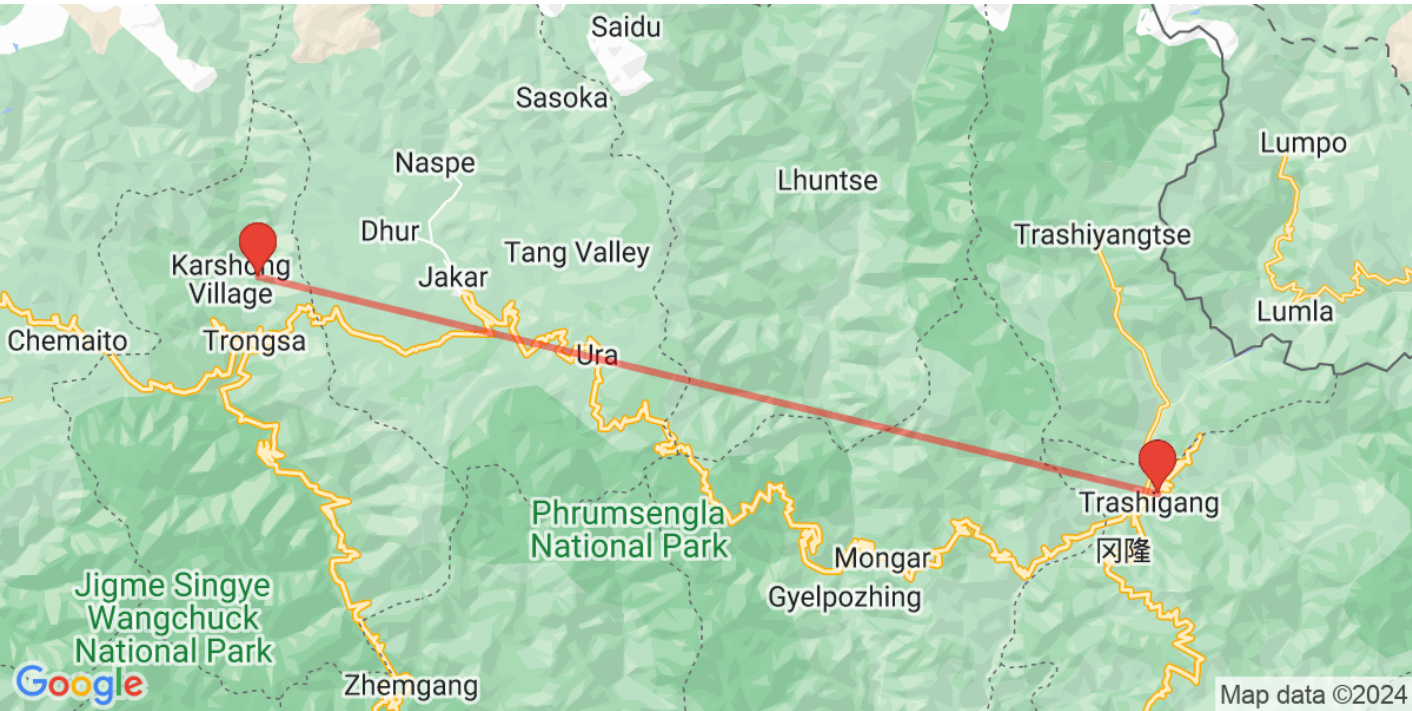 Saidu
Sasoka
Naspe
Lumpo
Lhuntse
Dhur
Trashiyangtse
Tang Valley
Karshong
Village
Jakar
Lumla
Chemaito
Trongsa
Ura
Trashigang
Phrumsengla
National Park
冈隆
Mongar
Gyelpozhing
Jigme Singye
Wangchuck
National Park
Zhemgang
Google
Map data ©2024